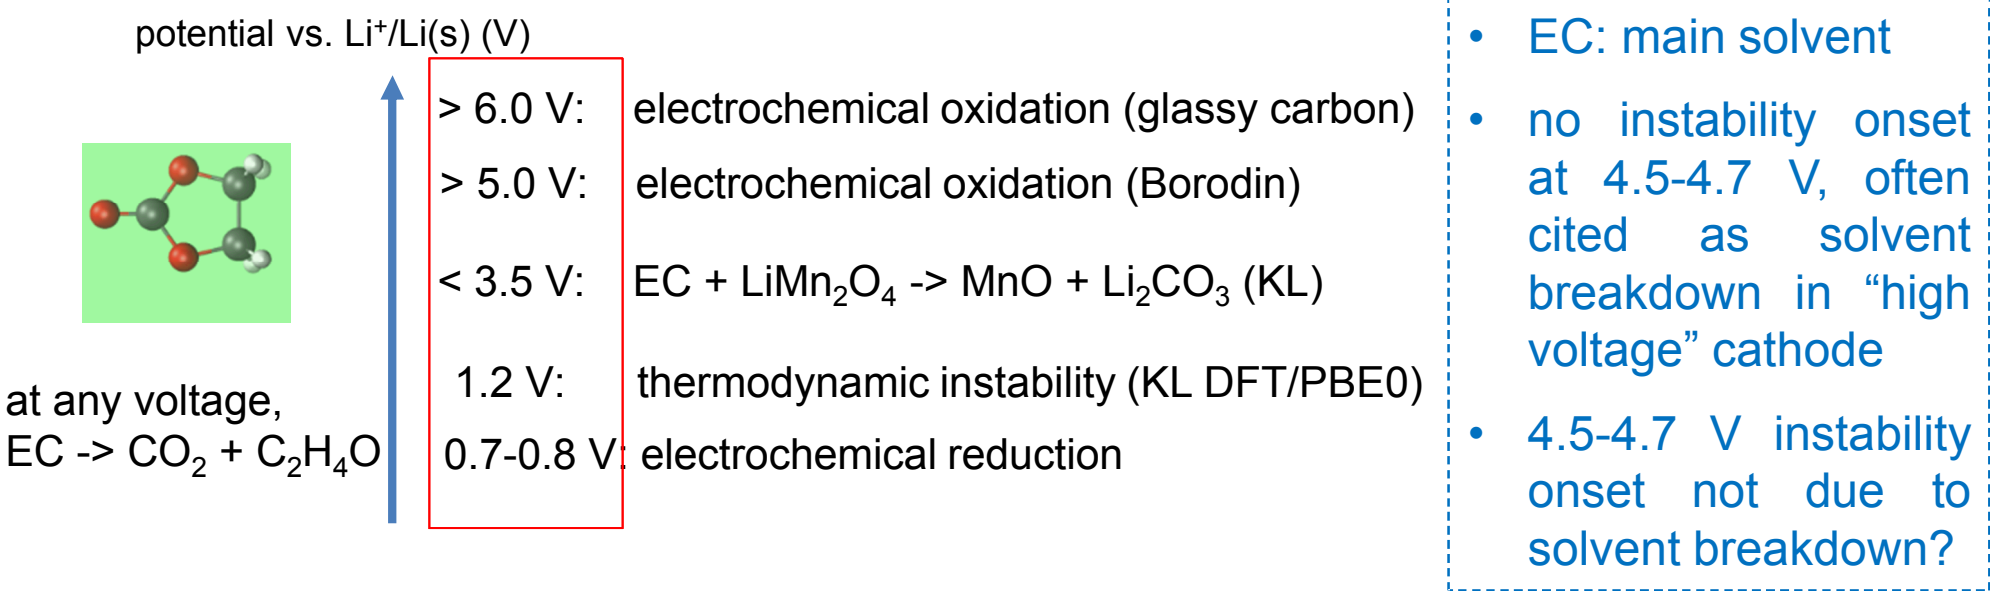 potential vs. Li⁺/Li(s) (V)
> 6.0 V: electrochemical oxidation (glassy carbon)
> 5.0 V: electrochemical oxidation (Borodin)
< 3.5 V: EC + LiMn₂O₄ -> MnO + Li₂CO₃ (KL)
1.2 V: thermodynamic instability (KL DFT/PBE0)
0.7-0.8 V: electrochemical reduction
at any voltage,
EC -> CO₂ + C₂H₄O
• EC: main solvent
• no instability onset
at 4.5-4.7 V, often
cited as solvent
breakdown in “high
voltage” cathode
• 4.5-4.7 V instability
onset not due to
solvent breakdown?